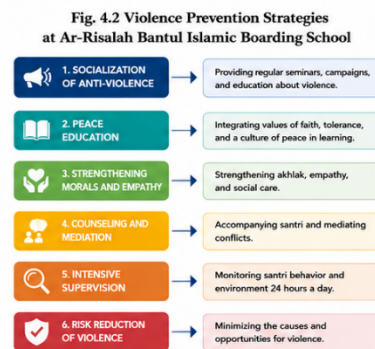 Fig. 4.2 Violence Prevention Strategies
at Ar-Risalah Bantul Islamic Boarding School
1. SOCIALIZATION
OF ANTI-VIOLENCE
Providing regular seminars, campaigns,
and education about violence.
2. PEACE
EDUCATION
Integrating values of faith, tolerance,
and a culture of peace in learning.
3. STRENGTHENING
MORALS AND EMPATHY
Strengthening akhlak, empathy,
and social care.
4. COUNSELING AND
MEDIATION
Accompanying santri and mediating
conflicts.
5. INTENSIVE
SUPERVISION
Monitoring santri behavior and
environment 24 hours a day.
6. RISK REDUCTION
OF VIOLENCE
Minimizing the causes and
opportunities for violence.